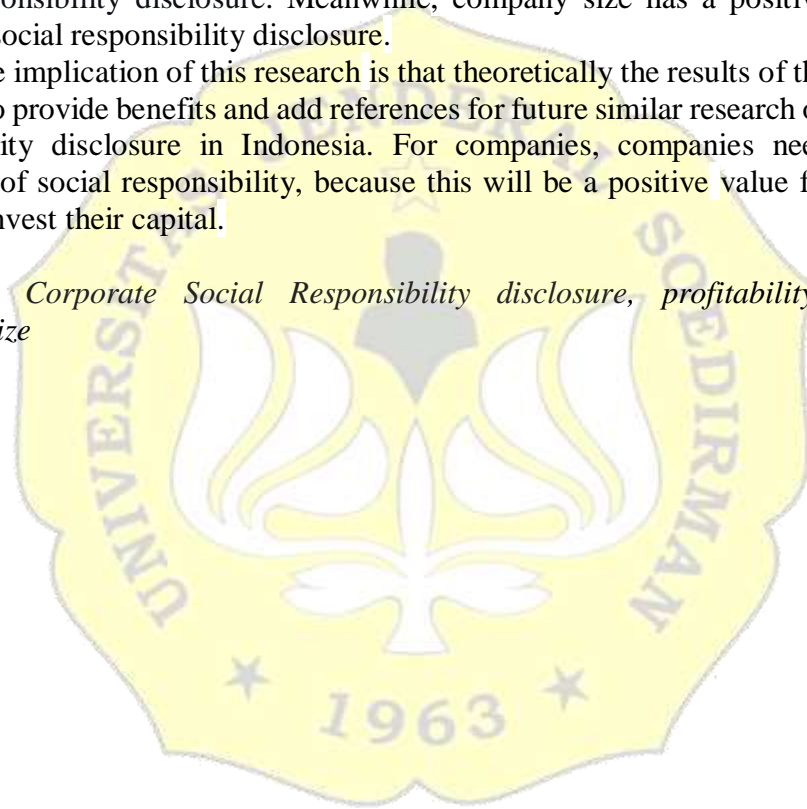 onsibility disclosure. Meanwhile, company size has a positiv
social responsibility disclosure.
e implication of this research is that theoretically the results of th
o provide benefits and add references for future similar research o
ity disclosure in Indonesia. For companies, companies nee
of social responsibility, because this will be a positive value f
nvest their capital.
Corporate Social Responsibility disclosure, profitability,
ize
UNIVERSITAS JENDERAL SOEDIRMAN
1963